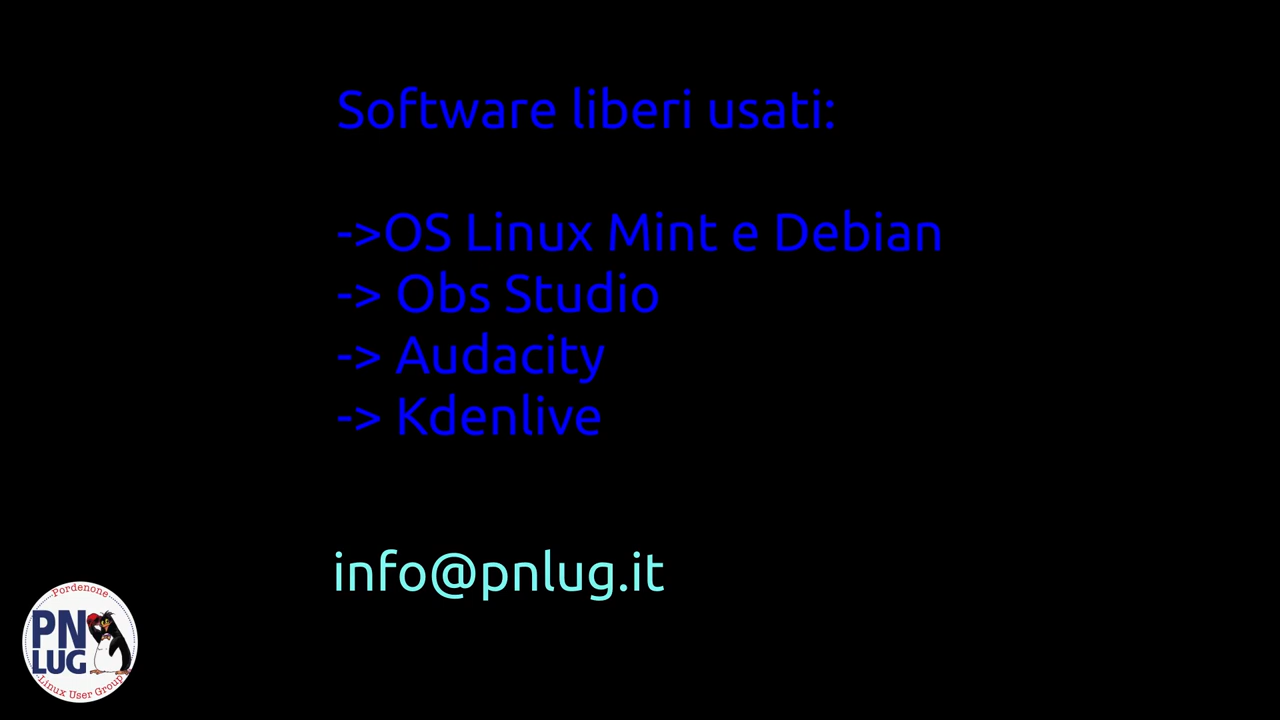 Software liberi usati:
->OS Linux Mint e Debian
-> Obs Studio
-> Audacity
-> Kdenlive
info@pnlug.it
Pordenone
PN
LUG
Linux User Group